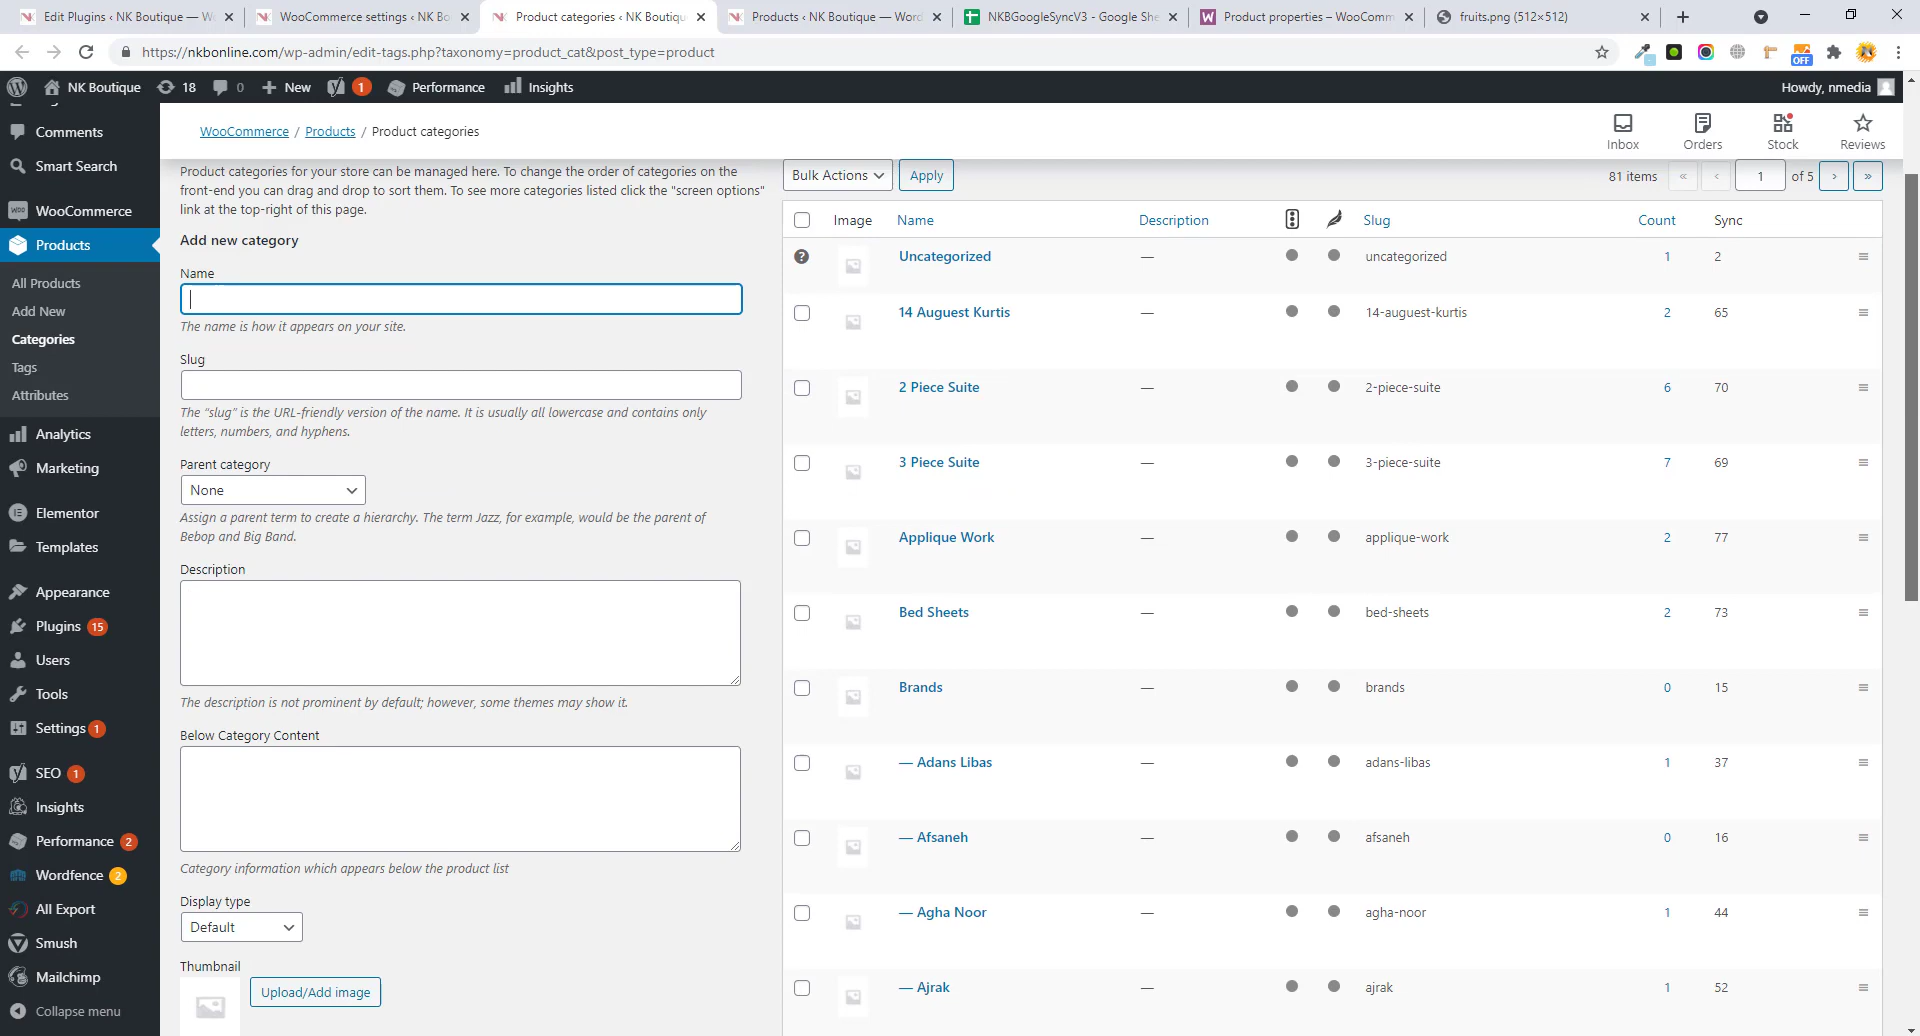 Edit Plugins ‹ NK Boutique — W
WooCommerce settings ‹ NK Bo
Product categories ‹ NK Boutiqu
Products ‹ NK Boutique — Word
NKBGoogleSyncV3 - Google She
Product properties – WooComm
fruits.png (512×512)
https://nkbonline.com/wp-admin/edit-tags.php?taxonomy=product_cat&post_type=product
OFF
NK Boutique
18
0
New
1
Performance
Insights
Howdy, nmedia
Comments
Smart Search
WooCommerce
Products
All Products
Add New
Categories
Tags
Attributes
Analytics
Marketing
Elementor
Templates
Appearance
Plugins 15
Users
Tools
Settings 1
SEO 1
Insights
Performance 2
Wordfence 2
All Export
Smush
Mailchimp
Collapse menu
WooCommerce / Products / Product categories
Inbox
Orders
Stock
Reviews
Product categories for your store can be managed here. To change the order of categories on the
front-end you can drag and drop to sort them. To see more categories listed click the "screen options"
link at the top-right of this page.
Add new category
Name
The name is how it appears on your site.
Slug
The “slug” is the URL-friendly version of the name. It is usually all lowercase and contains only
letters, numbers, and hyphens.
Parent category
None
Assign a parent term to create a hierarchy. The term Jazz, for example, would be the parent of
Bebop and Big Band.
Description
The description is not prominent by default; however, some themes may show it.
Below Category Content
Category information which appears below the product list
Display type
Default
Thumbnail
Upload/Add image
Bulk Actions
Apply
81 items « ‹ 1 of 5 › »
Image Name Description Slug Count Sync
Uncategorized — uncategorized 1 2
14 Auguest Kurtis — 14-auguest-kurtis 2 65
2 Piece Suite — 2-piece-suite 6 70
3 Piece Suite — 3-piece-suite 7 69
Applique Work — applique-work 2 77
Bed Sheets — bed-sheets 2 73
Brands — brands 0 15
— Adans Libas — adans-libas 1 37
— Afsaneh — afsaneh 0 16
— Agha Noor — agha-noor 1 44
— Ajrak — ajrak 1 52